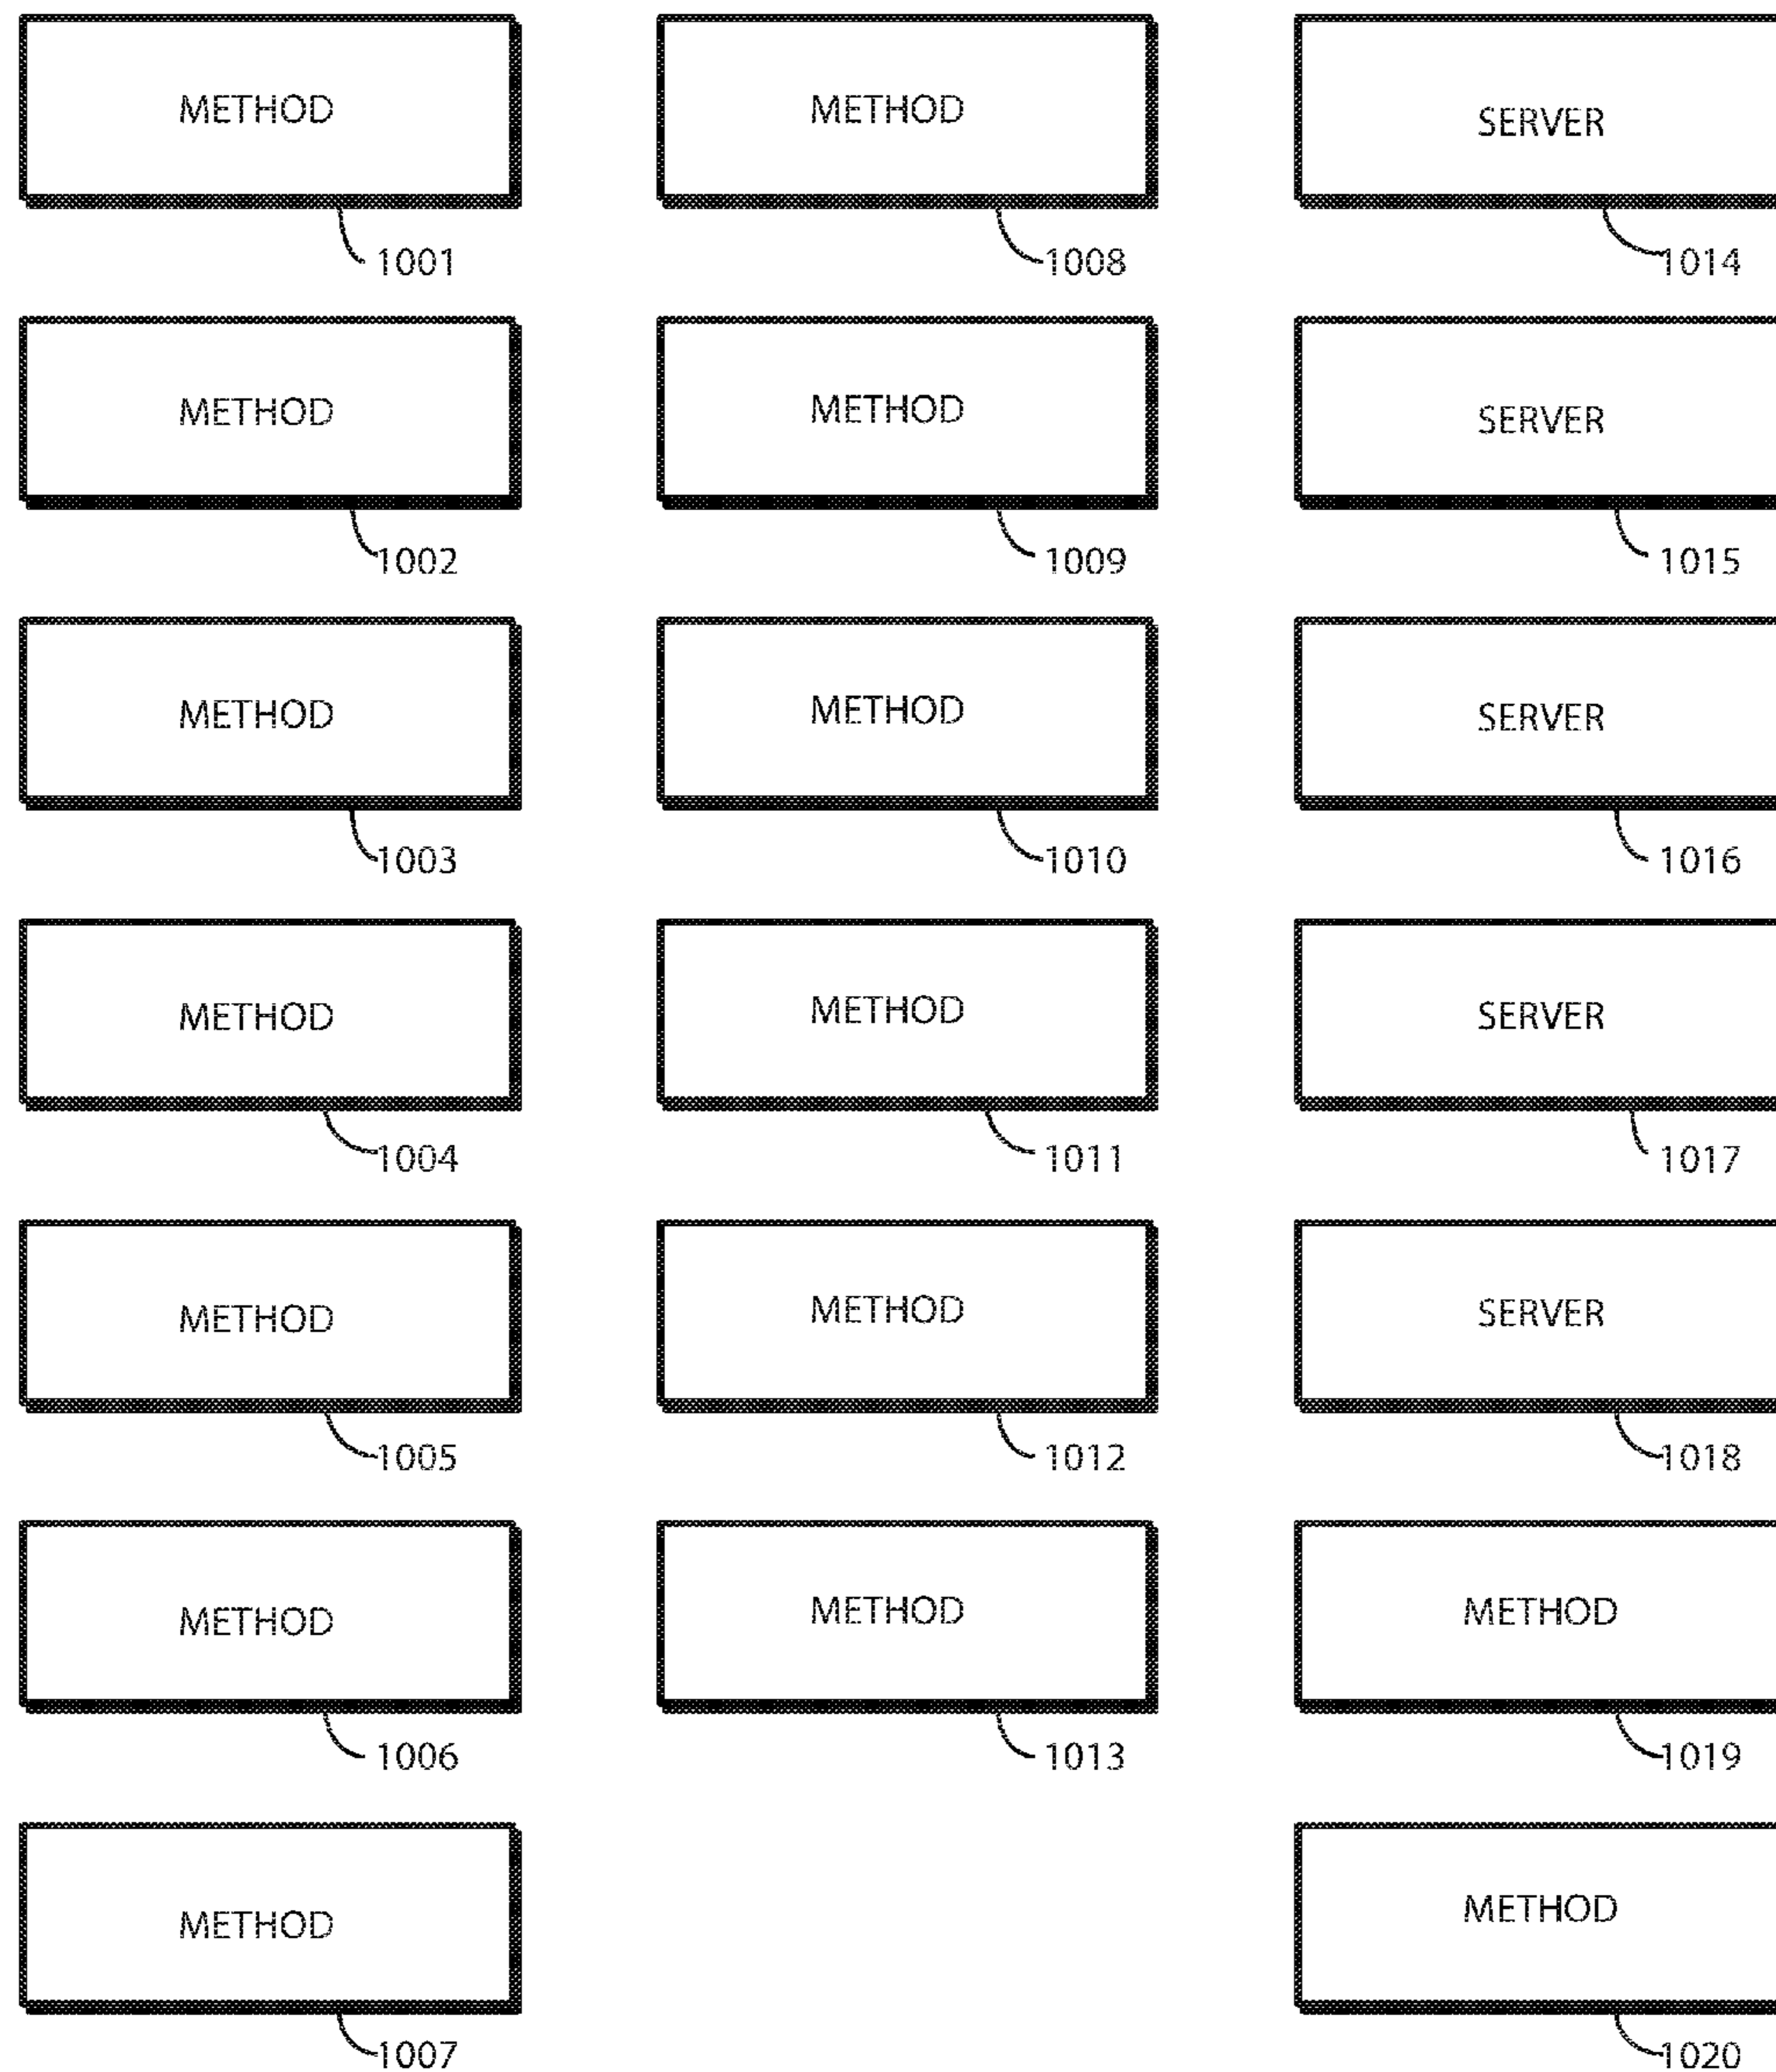 METHOD
1001
METHOD
1002
METHOD
1003
METHOD
1004
METHOD
1005
METHOD
1006
METHOD
1007
METHOD
1008
METHOD
1009
METHOD
1010
METHOD
1011
METHOD
1012
METHOD
1013
SERVER
1014
SERVER
1015
SERVER
1016
SERVER
1017
SERVER
1018
METHOD
1019
METHOD
1020